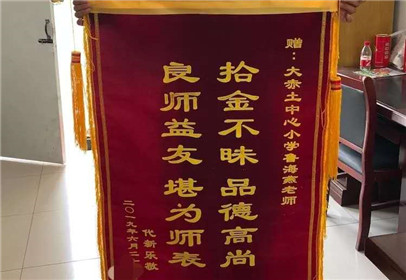 赠：大赤土中心小学鲁海燕老师
拾金不昧 品德高尚
良师益友 堪为师表
代新乐敬
二〇一九年六月二